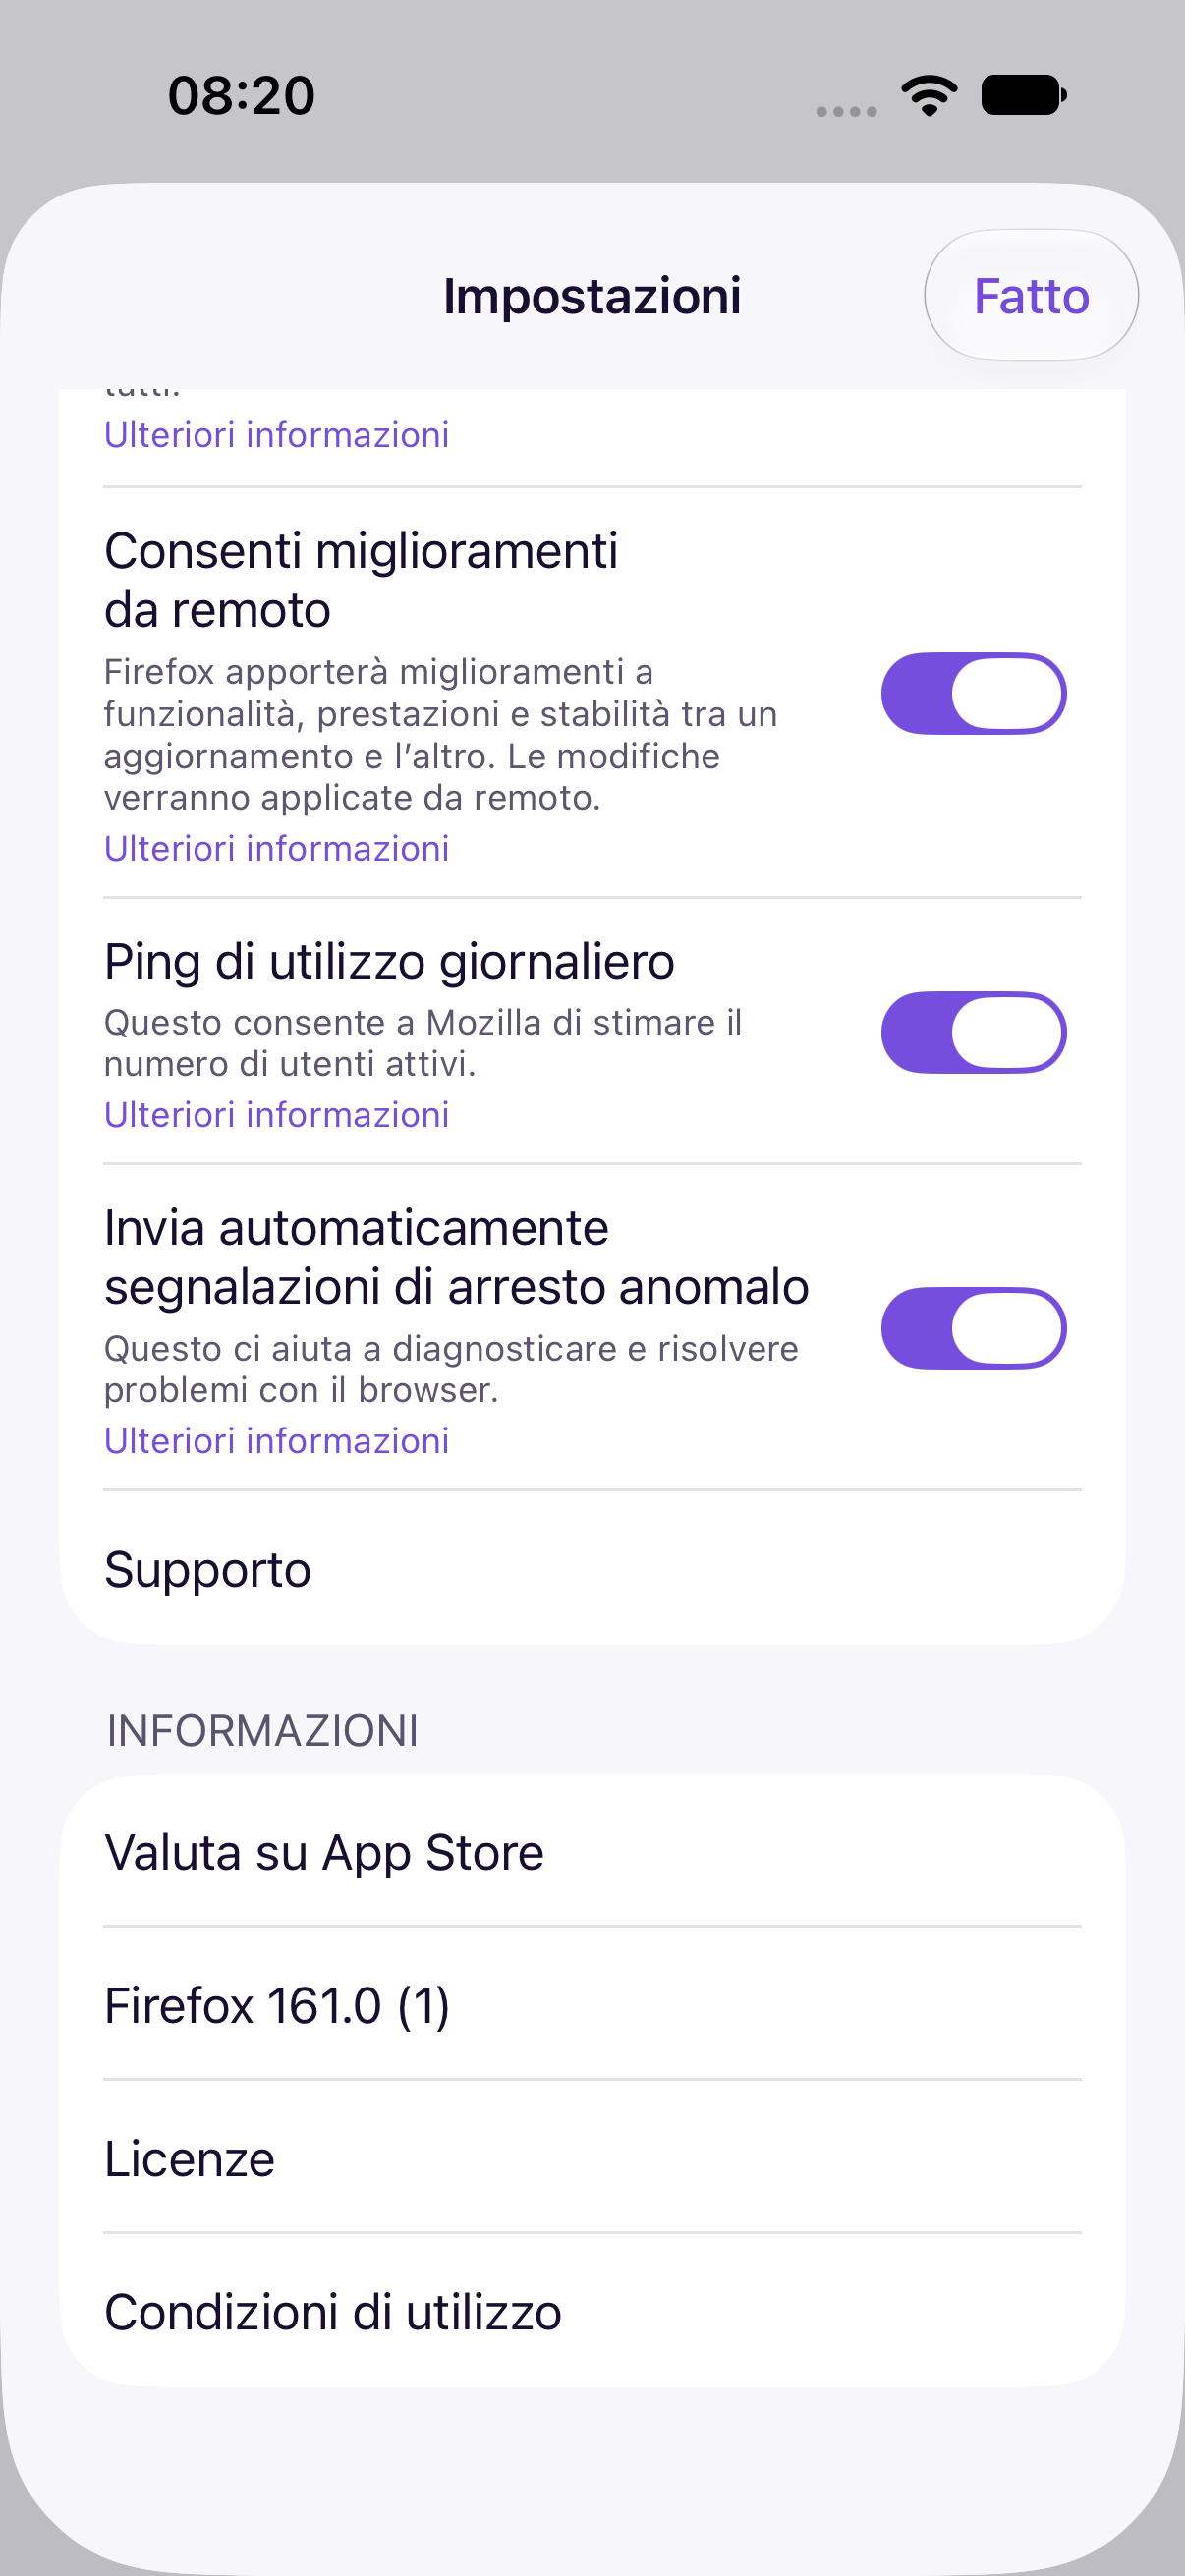 08:20
Impostazioni
Fatto
Ulteriori informazioni
Consenti miglioramenti
da remoto
Firefox apporterà miglioramenti a
funzionalità, prestazioni e stabilità tra un
aggiornamento e l’altro. Le modifiche
verranno applicate da remoto.
Ulteriori informazioni
Ping di utilizzo giornaliero
Questo consente a Mozilla di stimare il
numero di utenti attivi.
Ulteriori informazioni
Invia automaticamente
segnalazioni di arresto anomalo
Questo ci aiuta a diagnosticare e risolvere
problemi con il browser.
Ulteriori informazioni
Supporto
INFORMAZIONI
Valuta su App Store
Firefox 161.0 (1)
Licenze
Condizioni di utilizzo